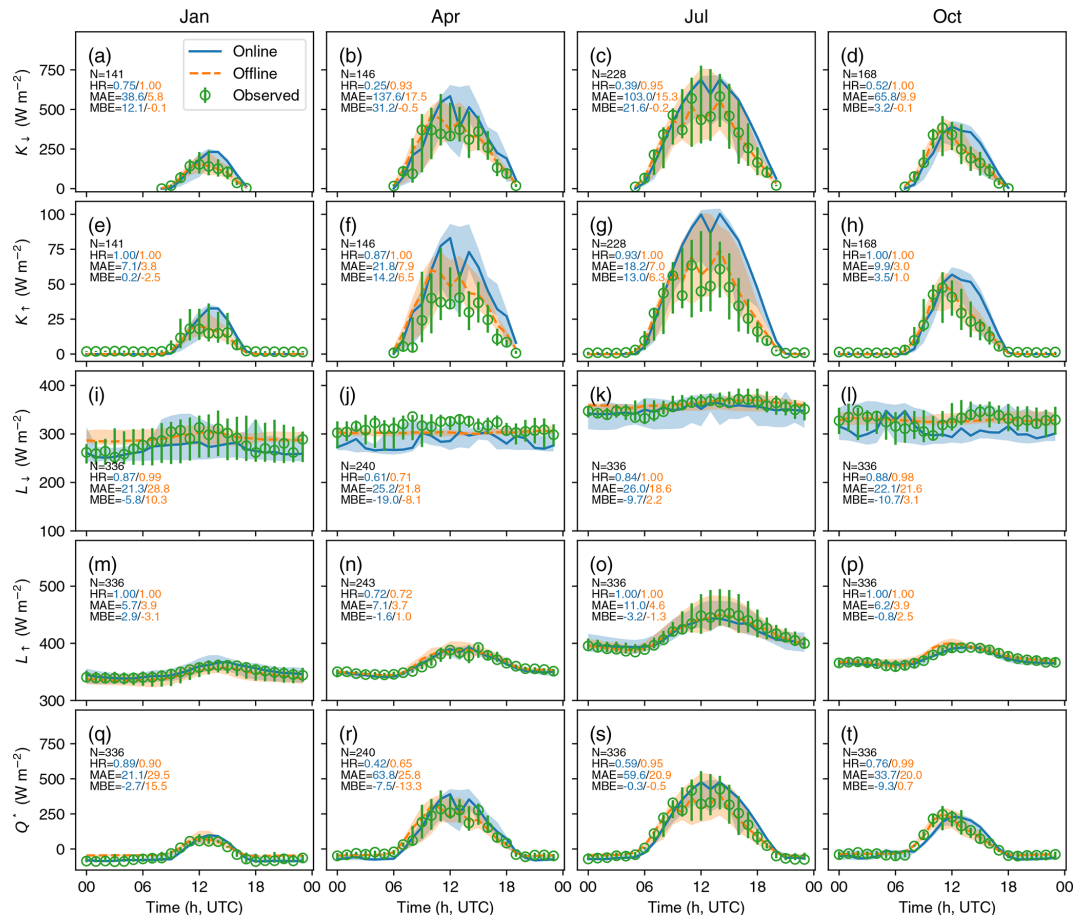 Jan Apr Jul Oct
K↓ (W m−2)
750
500
250
0
(a)
N=141
HR=0.75/1.00
MAE=38.6/5.8
MBE=12.1/-0.1
Online
Offline
Observed
(b)
N=146
HR=0.25/0.93
MAE=137.6/17.5
MBE=31.2/-0.5
(c)
N=228
HR=0.39/0.95
MAE=103.0/15.3
MBE=21.6/-0.2
(d)
N=168
HR=0.52/1.00
MAE=65.8/9.9
MBE=3.2/-0.1
K↑ (W m−2)
100
75
50
25
0
(e)
N=141
HR=1.00/1.00
MAE=7.1/3.8
MBE=0.2/-2.5
(f)
N=146
HR=0.87/1.00
MAE=21.8/7.9
MBE=14.2/6.5
(g)
N=228
HR=0.93/1.00
MAE=18.2/7.0
MBE=13.0/6.3
(h)
N=168
HR=1.00/1.00
MAE=9.9/3.0
MBE=3.5/1.0
L↓ (W m−2)
400
300
200
100
(i)
N=336
HR=0.87/0.99
MAE=21.3/28.8
MBE=-5.8/10.3
(j)
N=240
HR=0.61/0.71
MAE=25.2/21.8
MBE=-19.0/-8.1
(k)
N=336
HR=0.84/1.00
MAE=26.0/18.6
MBE=-9.7/2.2
(l)
N=336
HR=0.88/0.98
MAE=22.1/21.6
MBE=-10.7/3.1
L↑ (W m−2)
500
400
300
(m)
N=336
HR=1.00/1.00
MAE=5.7/3.9
MBE=2.9/-3.1
(n)
N=243
HR=0.72/0.72
MAE=7.1/3.7
MBE=-1.6/1.0
(o)
N=336
HR=1.00/1.00
MAE=11.0/4.6
MBE=-3.2/-1.3
(p)
N=336
HR=1.00/1.00
MAE=6.2/3.9
MBE=-0.8/2.5
Q* (W m−2)
750
500
250
0
(q)
N=336
HR=0.89/0.90
MAE=21.1/29.5
MBE=-2.7/15.5
(r)
N=240
HR=0.42/0.65
MAE=63.8/25.8
MBE=-7.5/-13.3
(s)
N=336
HR=0.59/0.95
MAE=59.6/20.9
MBE=-0.3/-0.5
(t)
N=336
HR=0.76/0.99
MAE=33.7/20.0
MBE=-9.3/0.7
00 06 12 18 00 06 12 18 00 06 12 18 00 06 12 18 00
Time (h, UTC) Time (h, UTC) Time (h, UTC) Time (h, UTC)